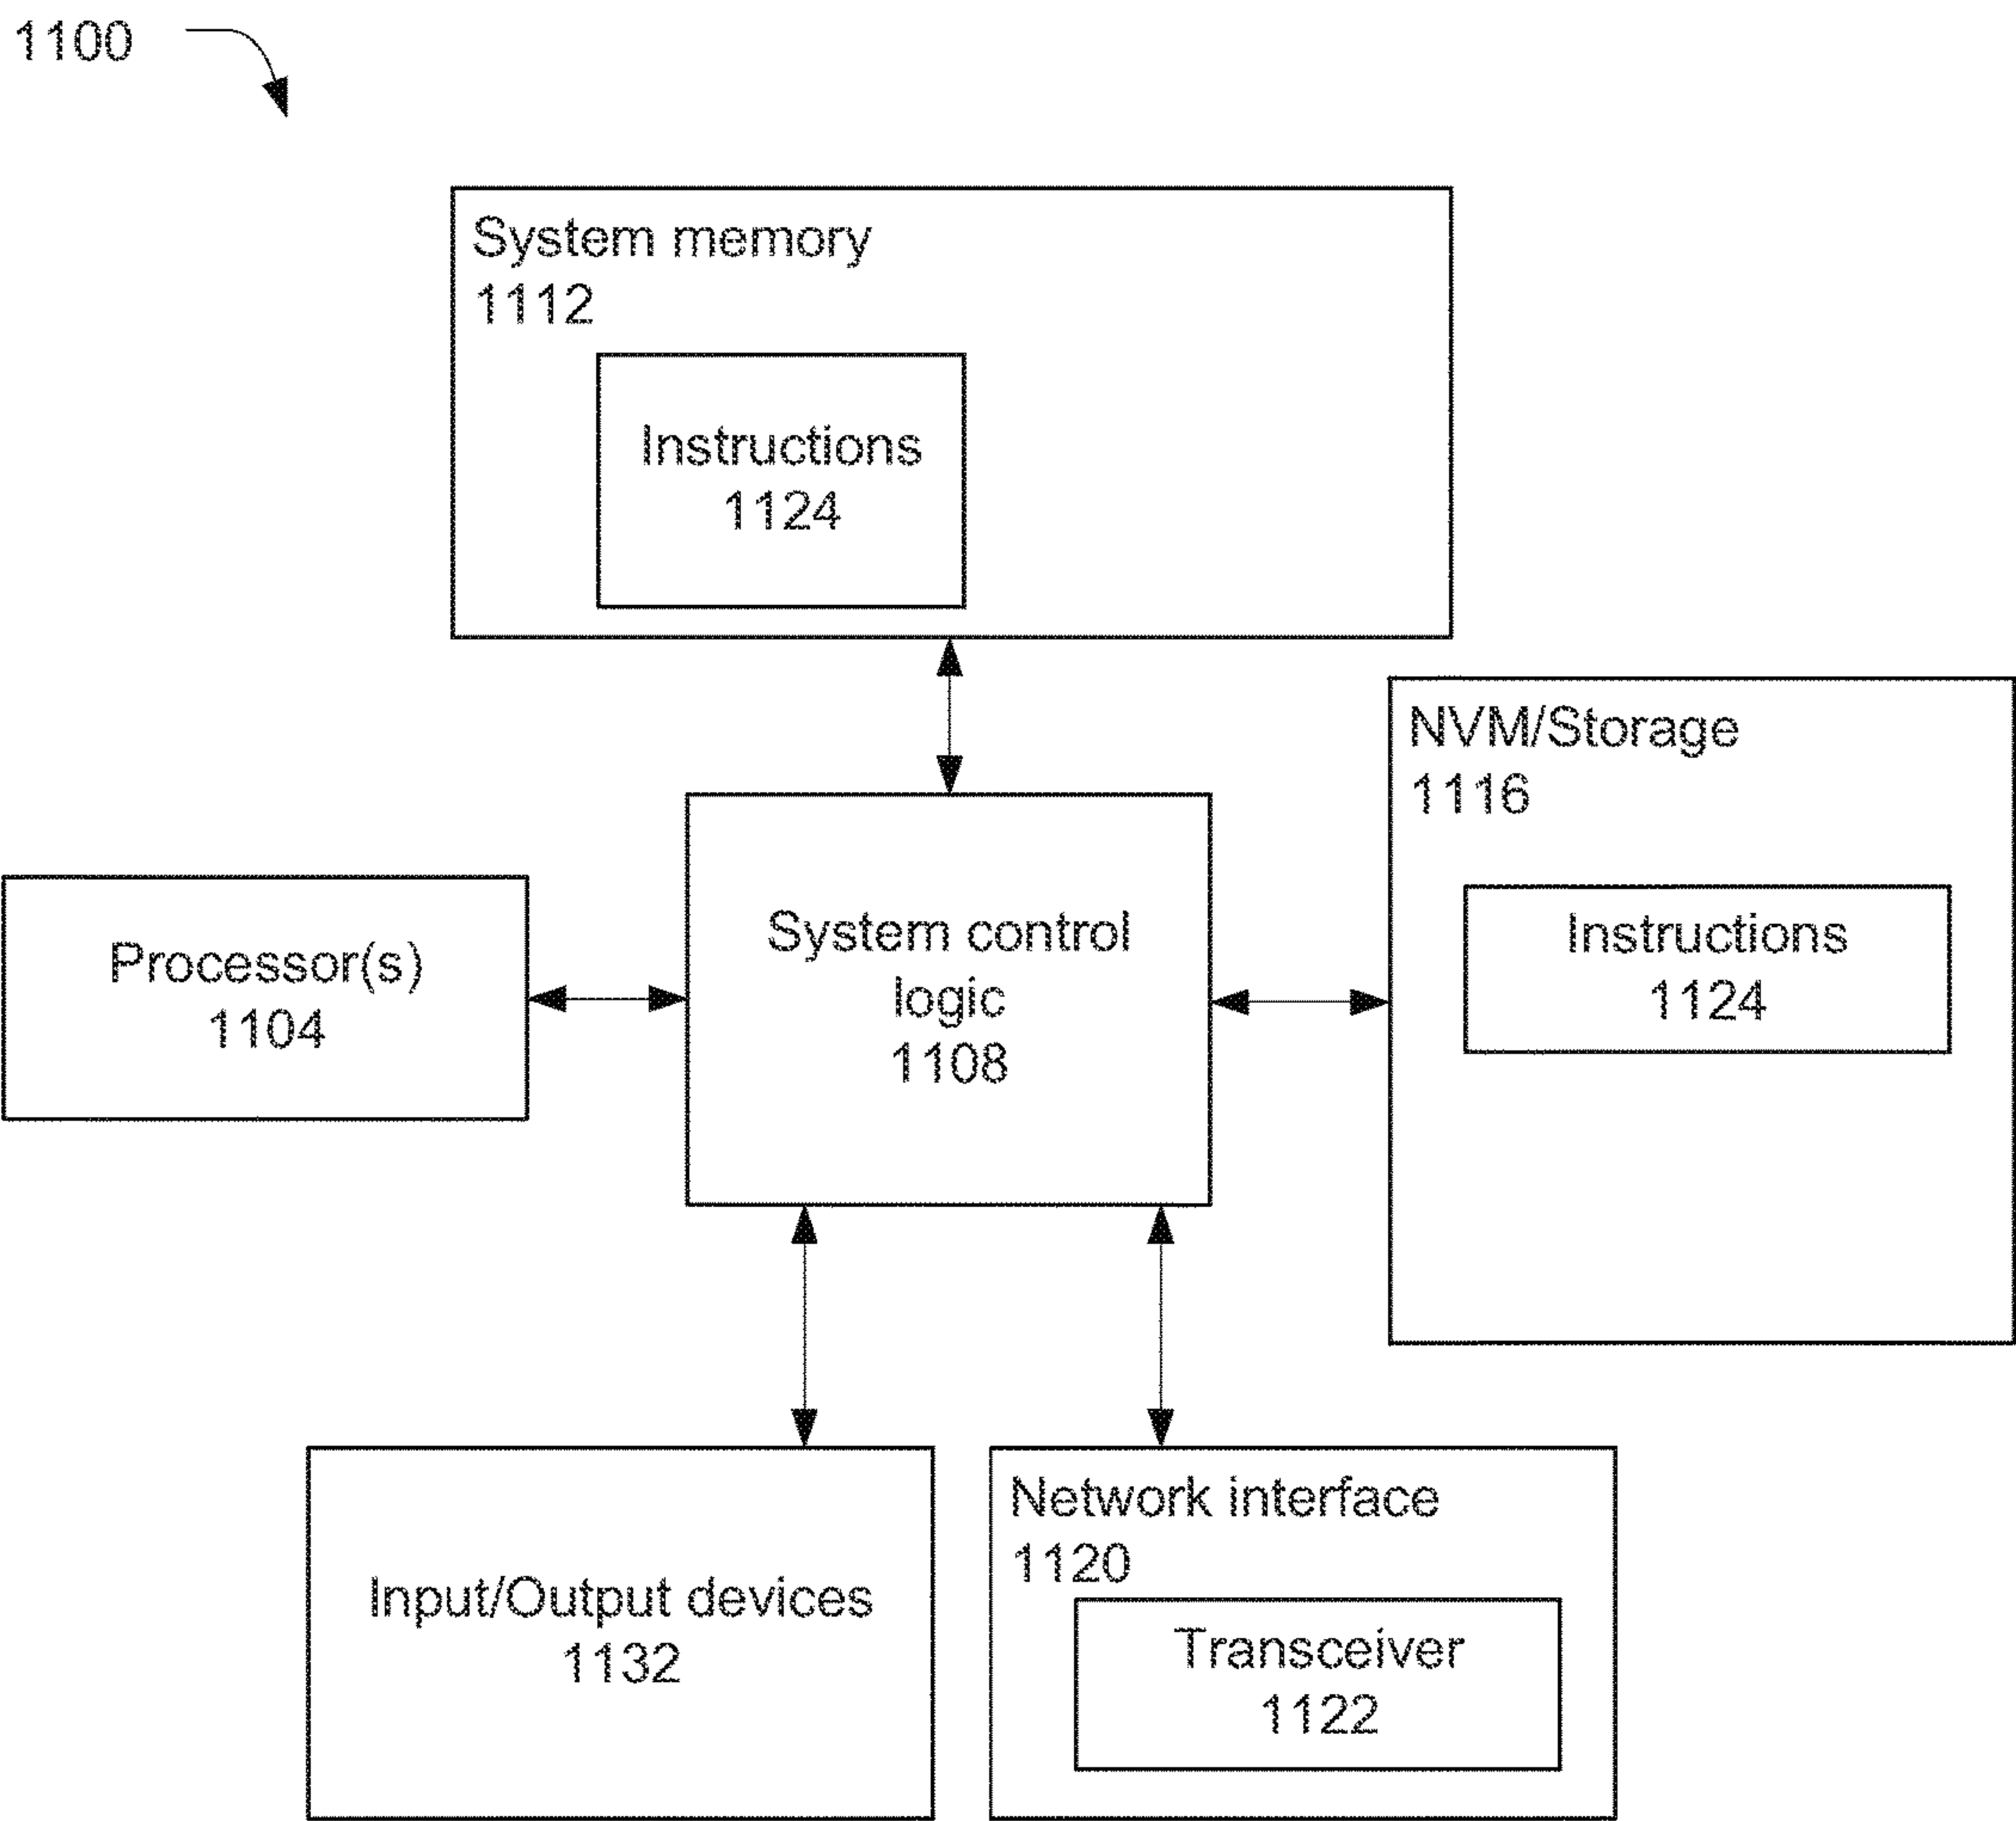 1100
System memory
1112
Instructions
1124
NVM/Storage
1116
Instructions
1124
Processor(s)
1104
System control
logic
1108
Input/Output devices
1132
Network interface
1120
Transceiver
1122